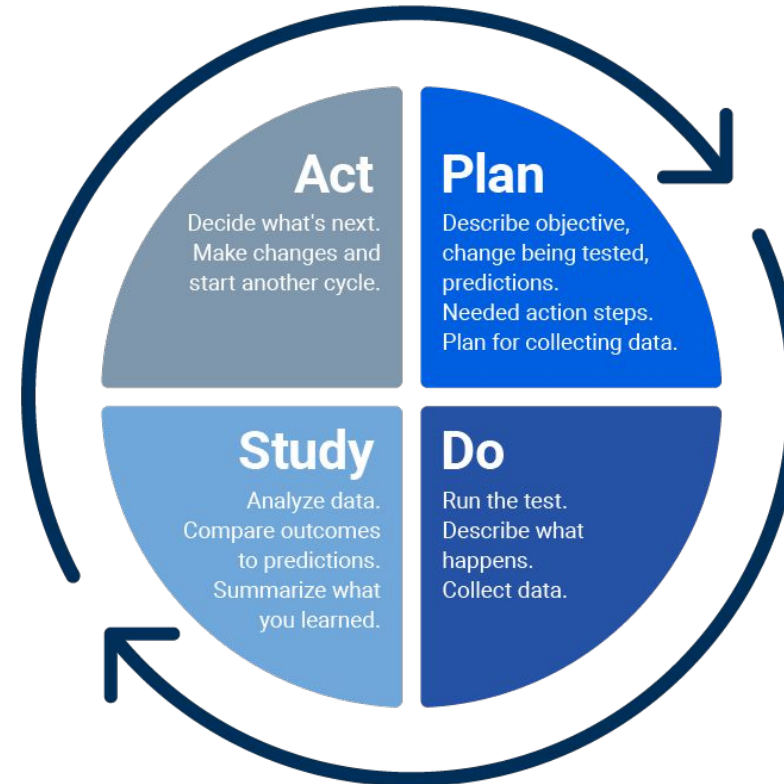 Act
Decide what's next.
Make changes and
start another cycle.
Plan
Describe objective,
change being tested,
predictions.
Needed action steps.
Plan for collecting data.
Study
Analyze data.
Compare outcomes
to predictions.
Summarize what
you learned.
Do
Run the test.
Describe what
happens.
Collect data.